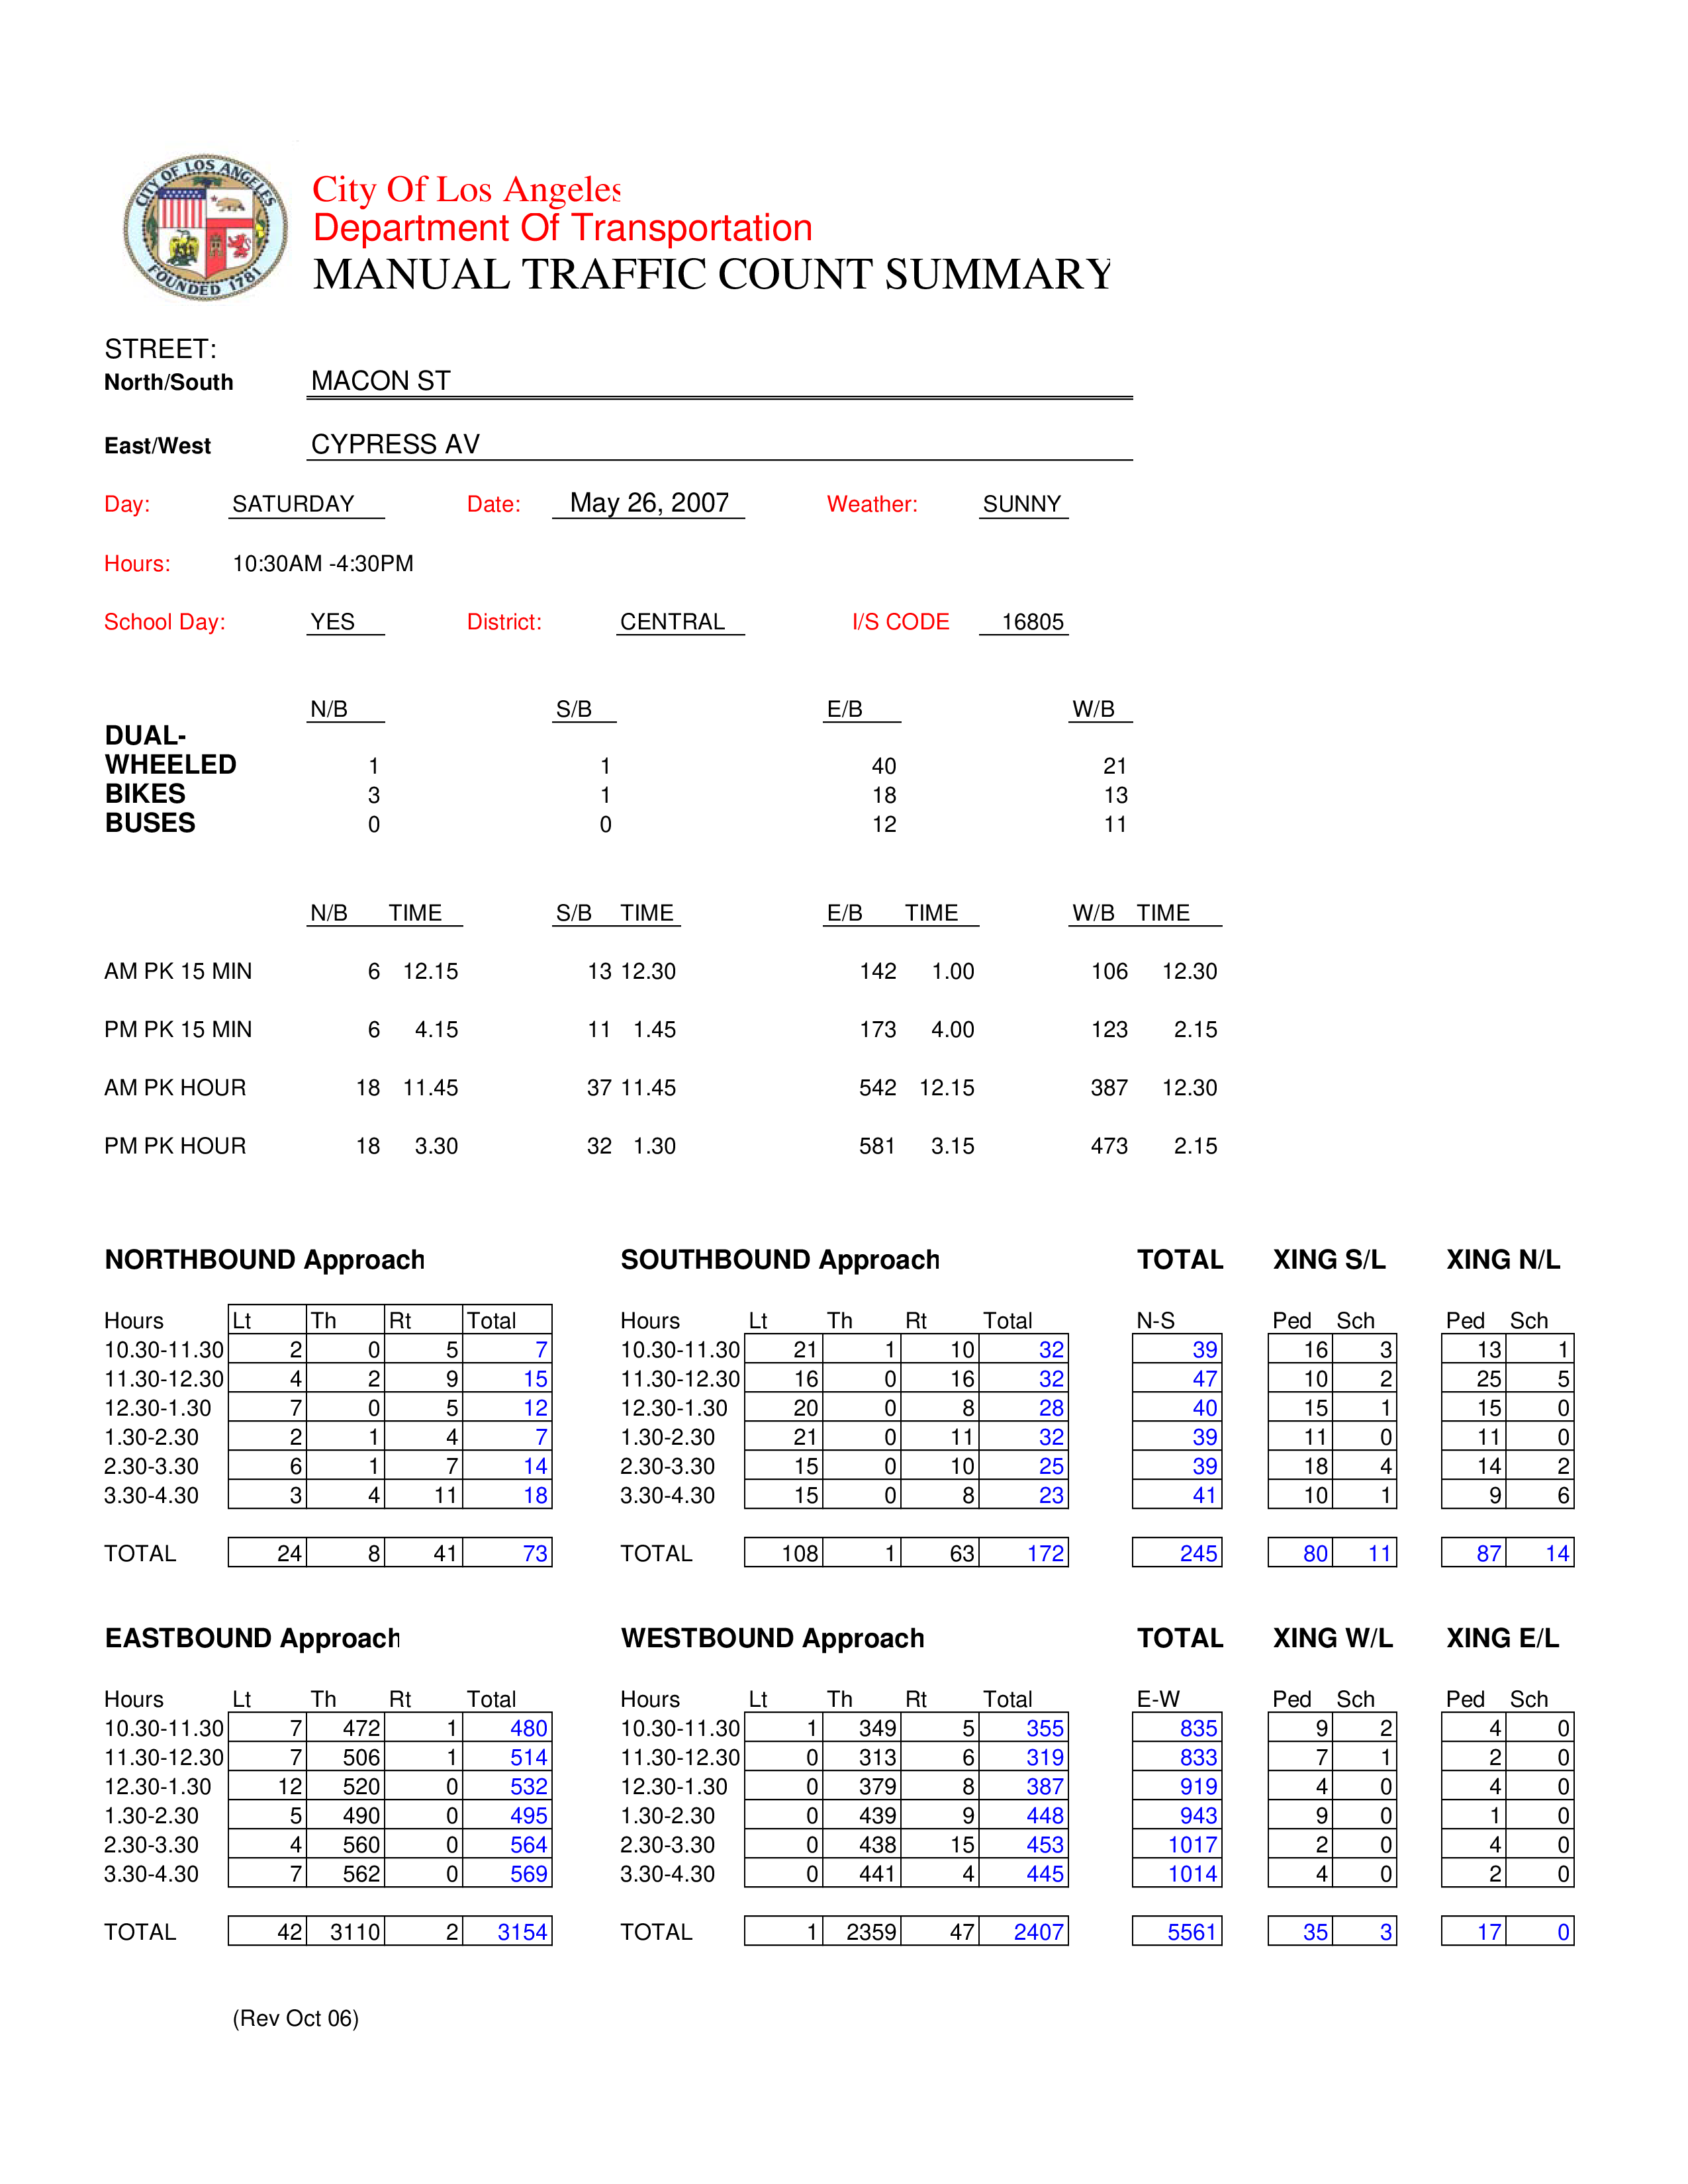 CITY OF LOS ANGELES
FOUNDED 1781
City Of Los Angeles
Department Of Transportation
MANUAL TRAFFIC COUNT SUMMARY
STREET:
North/South MACON ST
East/West CYPRESS AV
Day: SATURDAY Date: May 26, 2007 Weather: SUNNY
Hours: 10:30AM -4:30PM
School Day: YES District: CENTRAL I/S CODE 16805
N/B S/B E/B W/B
DUAL-
WHEELED 1 1 40 21
BIKES 3 1 18 13
BUSES 0 0 12 11
N/B TIME S/B TIME E/B TIME W/B TIME
AM PK 15 MIN 6 12.15 13 12.30 142 1.00 106 12.30
PM PK 15 MIN 6 4.15 11 1.45 173 4.00 123 2.15
AM PK HOUR 18 11.45 37 11.45 542 12.15 387 12.30
PM PK HOUR 18 3.30 32 1.30 581 3.15 473 2.15
NORTHBOUND Approach SOUTHBOUND Approach TOTAL XING S/L XING N/L
Hours Lt Th Rt Total Hours Lt Th Rt Total N-S Ped Sch Ped Sch
10.30-11.30 2 0 5 7 10.30-11.30 21 1 10 32 39 16 3 13 1
11.30-12.30 4 2 9 15 11.30-12.30 16 0 16 32 47 10 2 25 5
12.30-1.30 7 0 5 12 12.30-1.30 20 0 8 28 40 15 1 15 0
1.30-2.30 2 1 4 7 1.30-2.30 21 0 11 32 39 11 0 11 0
2.30-3.30 6 1 7 14 2.30-3.30 15 0 10 25 39 18 4 14 2
3.30-4.30 3 4 11 18 3.30-4.30 15 0 8 23 41 10 1 9 6
TOTAL 24 8 41 73 TOTAL 108 1 63 172 245 80 11 87 14
EASTBOUND Approach WESTBOUND Approach TOTAL XING W/L XING E/L
Hours Lt Th Rt Total Hours Lt Th Rt Total E-W Ped Sch Ped Sch
10.30-11.30 7 472 1 480 10.30-11.30 1 349 5 355 835 9 2 4 0
11.30-12.30 7 506 1 514 11.30-12.30 0 313 6 319 833 7 1 2 0
12.30-1.30 12 520 0 532 12.30-1.30 0 379 8 387 919 4 0 4 0
1.30-2.30 5 490 0 495 1.30-2.30 0 439 9 448 943 9 0 1 0
2.30-3.30 4 560 0 564 2.30-3.30 0 438 15 453 1017 2 0 4 0
3.30-4.30 7 562 0 569 3.30-4.30 0 441 4 445 1014 4 0 2 0
TOTAL 42 3110 2 3154 TOTAL 1 2359 47 2407 5561 35 3 17 0
(Rev Oct 06)